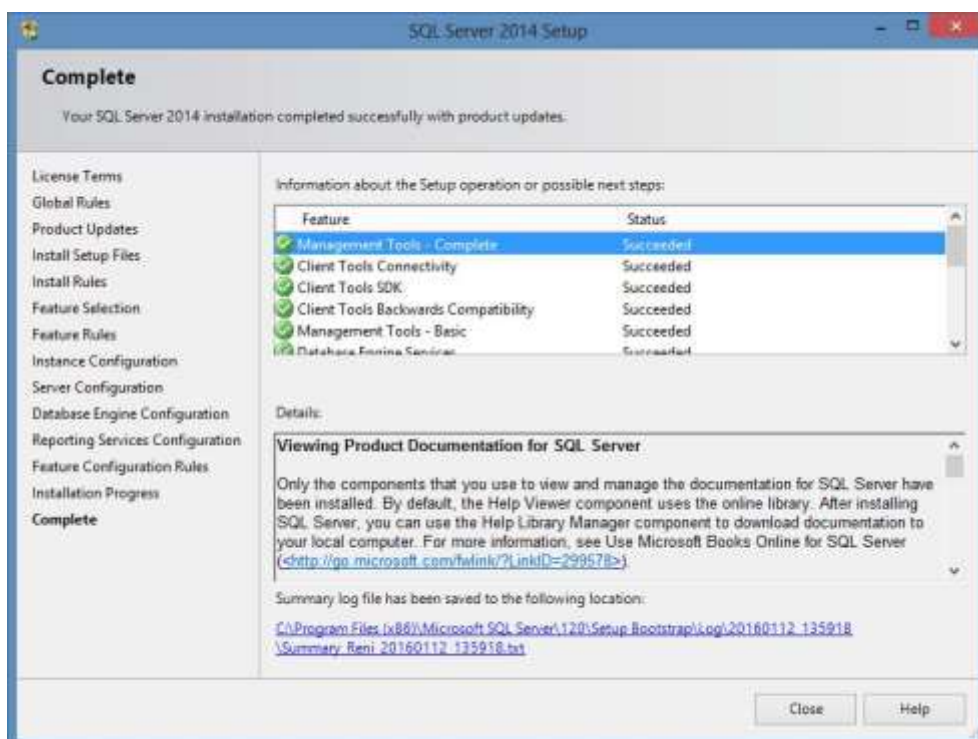 SQL Server 2014 Setup
Complete
Your SQL Server 2014 installation completed successfully with product updates.
License Terms
Global Rules
Product Updates
Install Setup Files
Install Rules
Feature Selection
Feature Rules
Instance Configuration
Server Configuration
Database Engine Configuration
Reporting Services Configuration
Feature Configuration Rules
Installation Progress
Complete
Information about the Setup operation or possible next steps:
Feature Status
Management Tools - Complete Succeeded
Client Tools Connectivity Succeeded
Client Tools SDK Succeeded
Client Tools Backwards Compatibility Succeeded
Management Tools - Basic Succeeded
Database Engine Services Succeeded
Details:
Viewing Product Documentation for SQL Server
Only the components that you use to view and manage the documentation for SQL Server have
been installed. By default, the Help Viewer component uses the online library. After installing
SQL Server, you can use the Help Library Manager component to download documentation to
your local computer. For more information, see Use Microsoft Books Online for SQL Server
(<http://go.microsoft.com/fwlink/?LinkID=299578>).
Summary log file has been saved to the following location:
C:\Program Files (x86)\Microsoft SQL Server\120\Setup Bootstrap\Log\20160112_135918
\Summary_Reni_20160112_135918.txt
Close Help